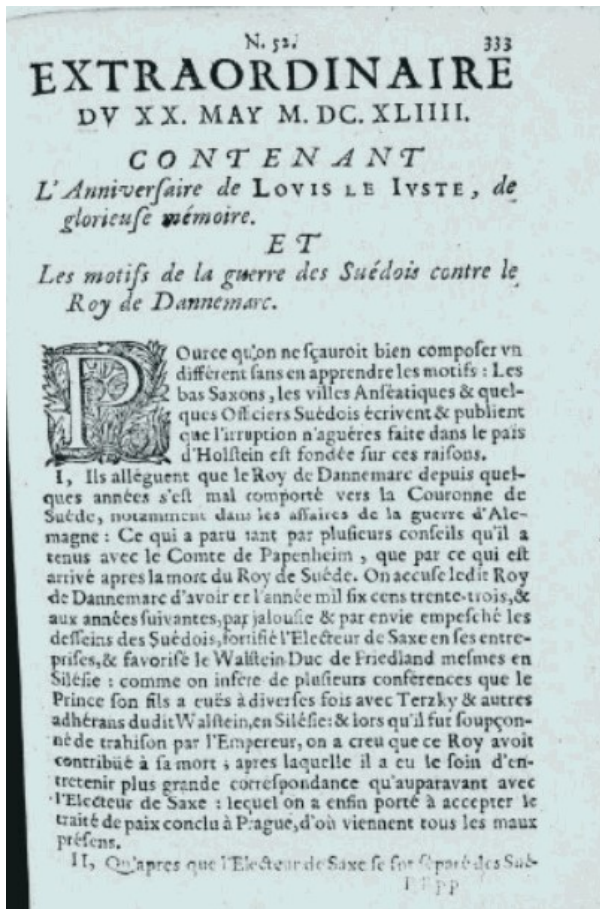 N. 52. 333
EXTRAORDINAIRE
DV XX. MAY M. DC. XLIIII.
CONTENANT
L'Anniversaire de LOVIS LE IVSTE, de
glorieuse mémoire.
ET
Les motifs de la guerre des Suédois contre le
Roy de Dannemarc.
POurce qu'on ne sçauroit bien composer vn
différent sans en apprendre les motifs : Les
bas Saxons, les villes Anséatiques & quel-
ques Officiers Suédois écrivent & publient
que l'irruption n'aguères faite dans le païs
d'Holstein est fondée sur ces raisons.
I, Ils alléguent que le Roy de Dannemarc depuis quel-
ques années s'est mal comporté vers la Couronne de
Suéde, notamment dans les affaires de la guerre d'Ale-
magne : Ce qui a paru tant par plusieurs conseils qu'il a
tenus avec le Comte de Papenheim, que par ce qui est
arrivé apres la mort du Roy de Suéde. On accuse ledit Roy
de Dannemarc d'avoir er l'année mil six cens trente-trois, &
aux années suivantes, par jalousie & par envie empesché les
desseins des Suédois, fortifié l'Electeur de Saxe en ses entre-
prises, & favorisé le Walstein Duc de Friedland mesmes en
Silésie : comme on infére de plusieurs conférences que le
Prince son fils a euës à diverses fois avec Terzky & autres
adhérans dudit Walstein, en Silésie: & lors qu'il fut soupçon-
né de trahison par l'Empereur, on a creu que ce Roy avoit
contribüé à sa mort ; apres laquelle il a eu le soin d'en-
tretenir plus grande correspondance qu'auparavant avec
l'Electeur de Saxe : lequel on a enfin porté à accepter le
traité de paix conclu à Prague, d'où viennent tous les maux
présens.
II, Qu'apres que l'Electeur de Saxe se fut séparé des Sué-
PPPP